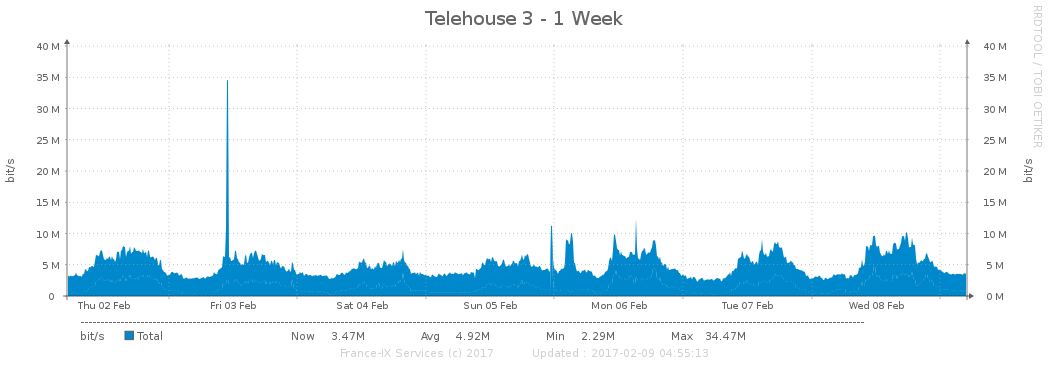 Telehouse 3 - 1 Week
RRDTOOL / TOBI OETIKER
40 M 40 M
35 M 35 M
30 M 30 M
25 M 25 M
20 M 20 M
15 M 15 M
10 M 10 M
5 M 5 M
0 0 M
bit/s bit/s
Thu 02 Feb Fri 03 Feb Sat 04 Feb Sun 05 Feb Mon 06 Feb Tue 07 Feb Wed 08 Feb
bit/s Total Now 3.47M Avg 4.92M Min 2.29M Max 34.47M
France-IX Services (c) 2017 Updated : 2017-02-09 04:55:13